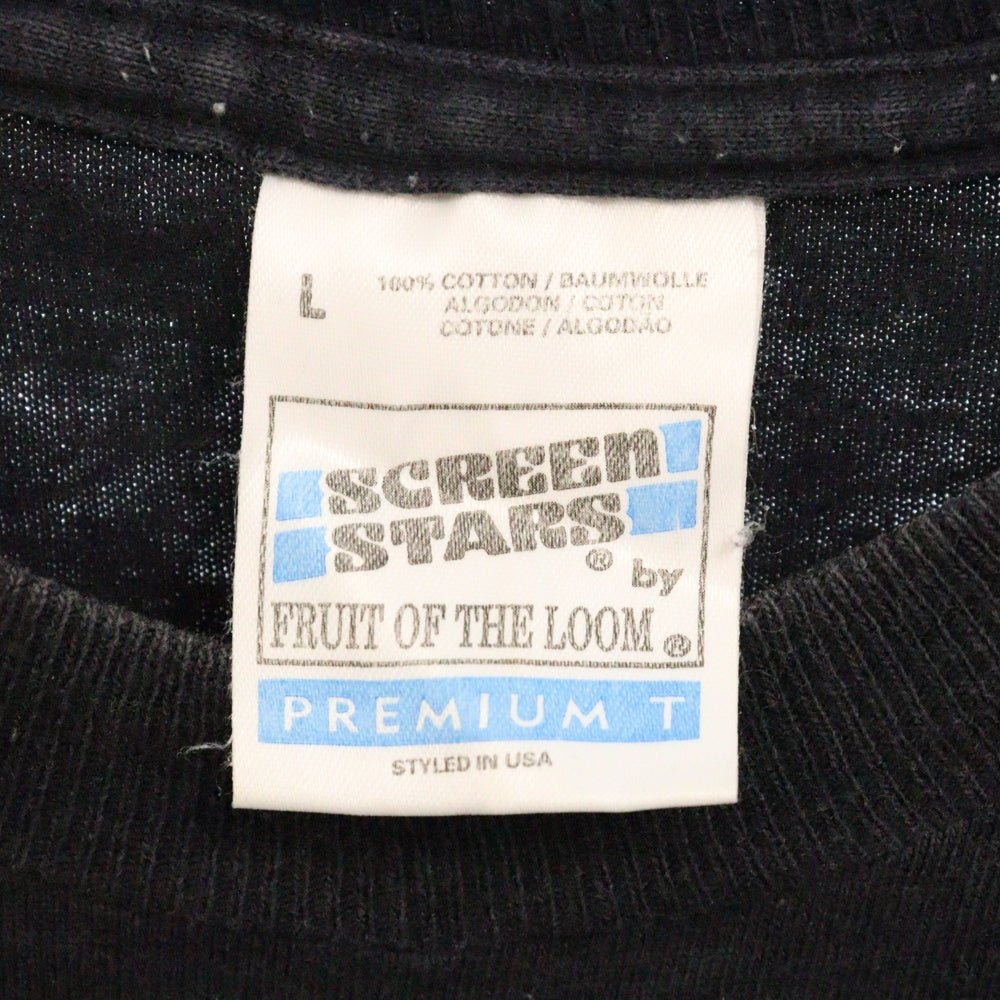 L
100% COTTON / BAUMWOLLE
ALGODON / COTON
COTONE / ALGODÃO
SCREEN
STARS®
by
FRUIT OF THE LOOM®
PREMIUM T
STYLED IN USA